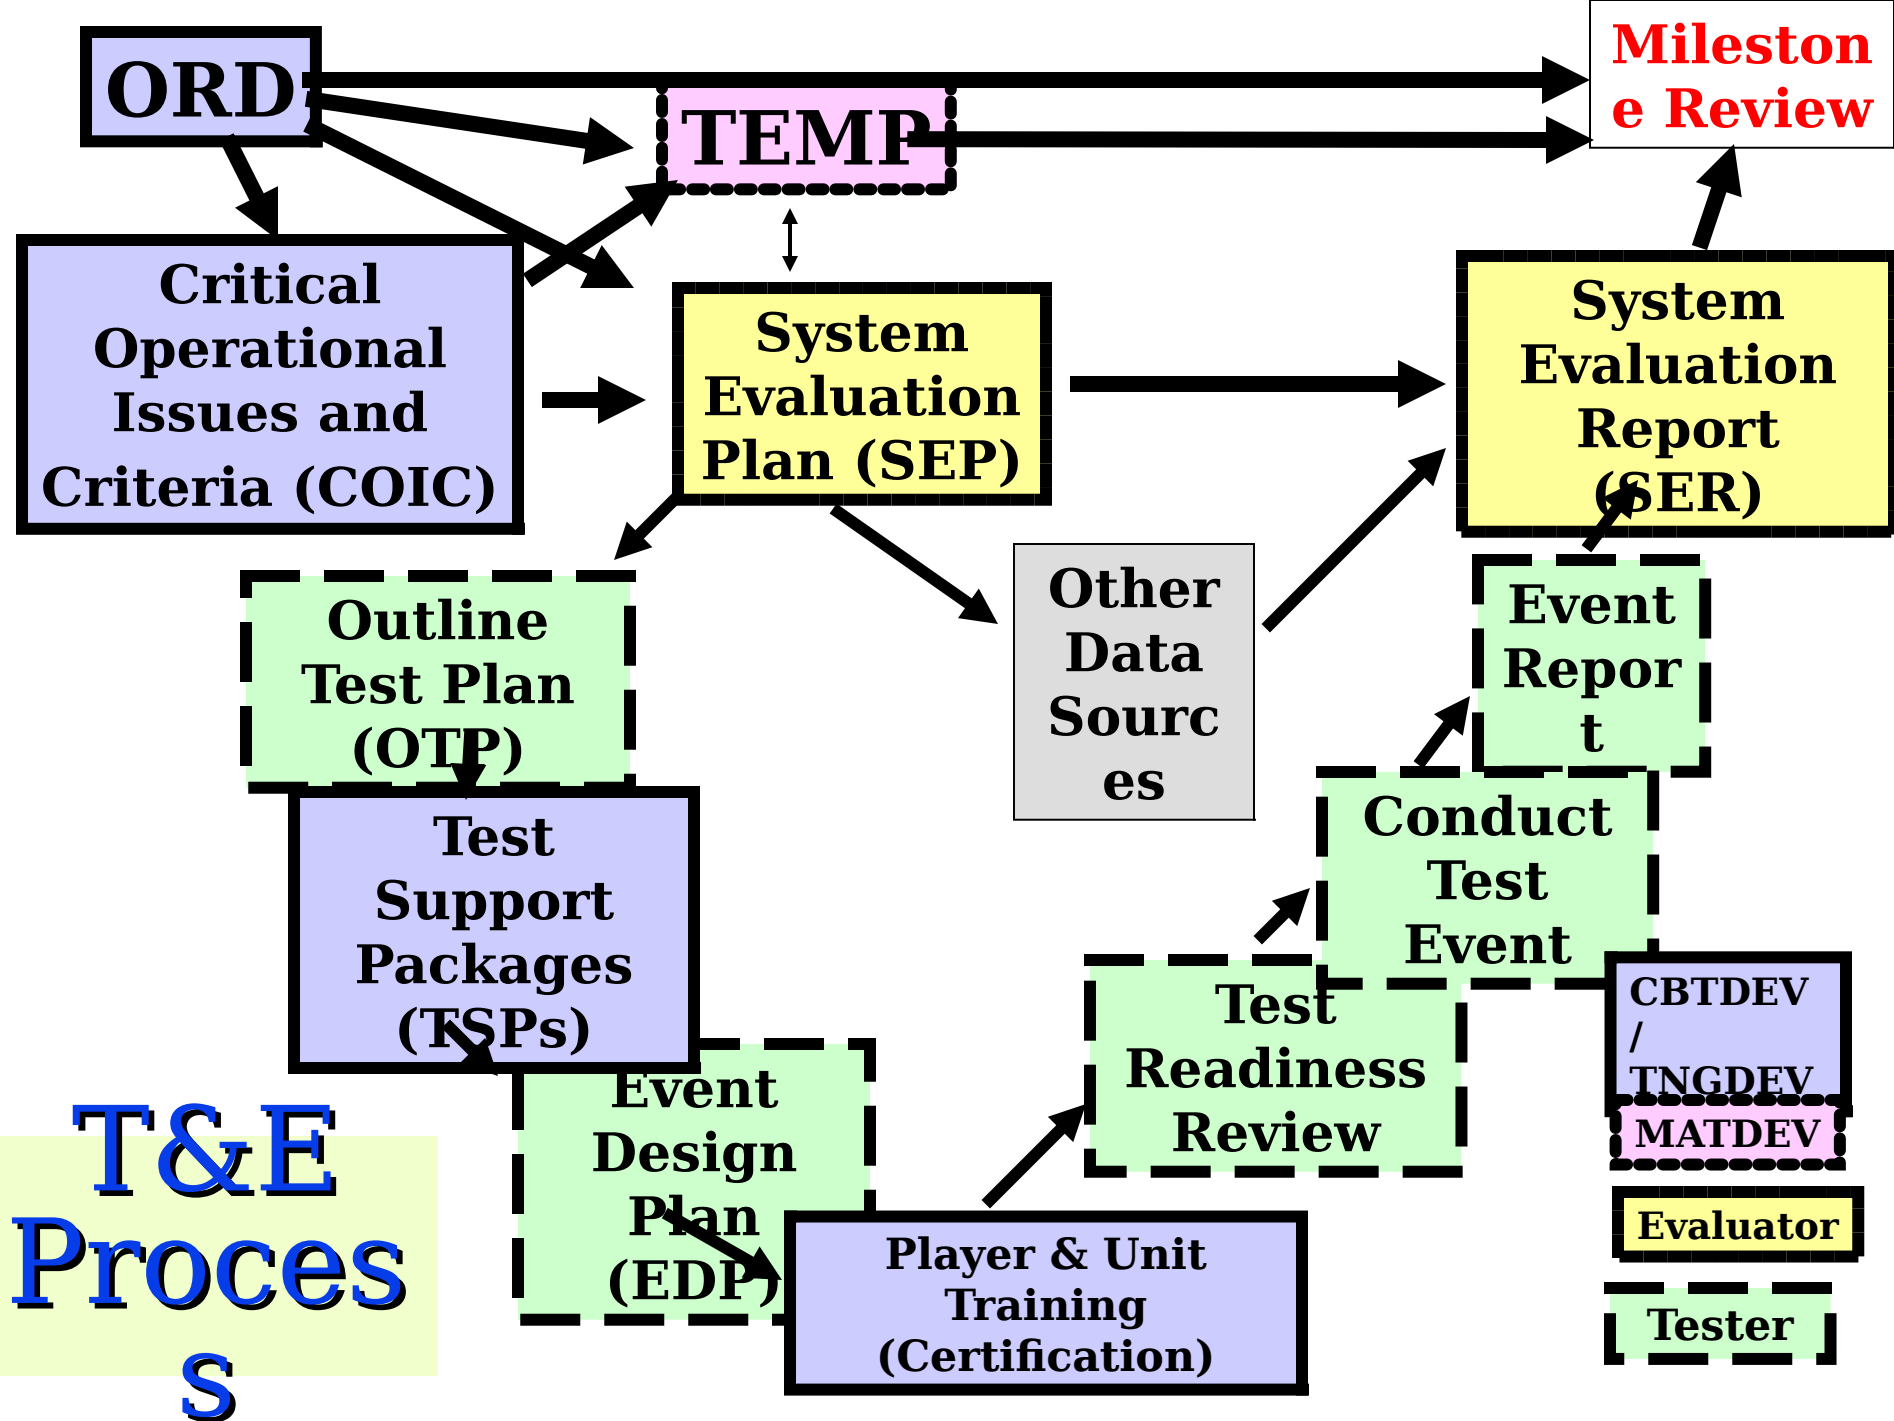 ORD
TEMP
Mileston
e Review
Critical
Operational
Issues and
Criteria (COIC)
System
Evaluation
Plan (SEP)
System
Evaluation
Report
(SER)
Outline
Test Plan
(OTP)
Other
Data
Sourc
es
Event
Repor
t
Test
Support
Packages
(TSPs)
Conduct
Test
Event
Test
Readiness
Review
Event
Design
Plan
(EDP)
Player & Unit
Training
(Certification)
CBTDEV
/
TNGDEV
MATDEV
Evaluator
Tester
T&E
Proces
s